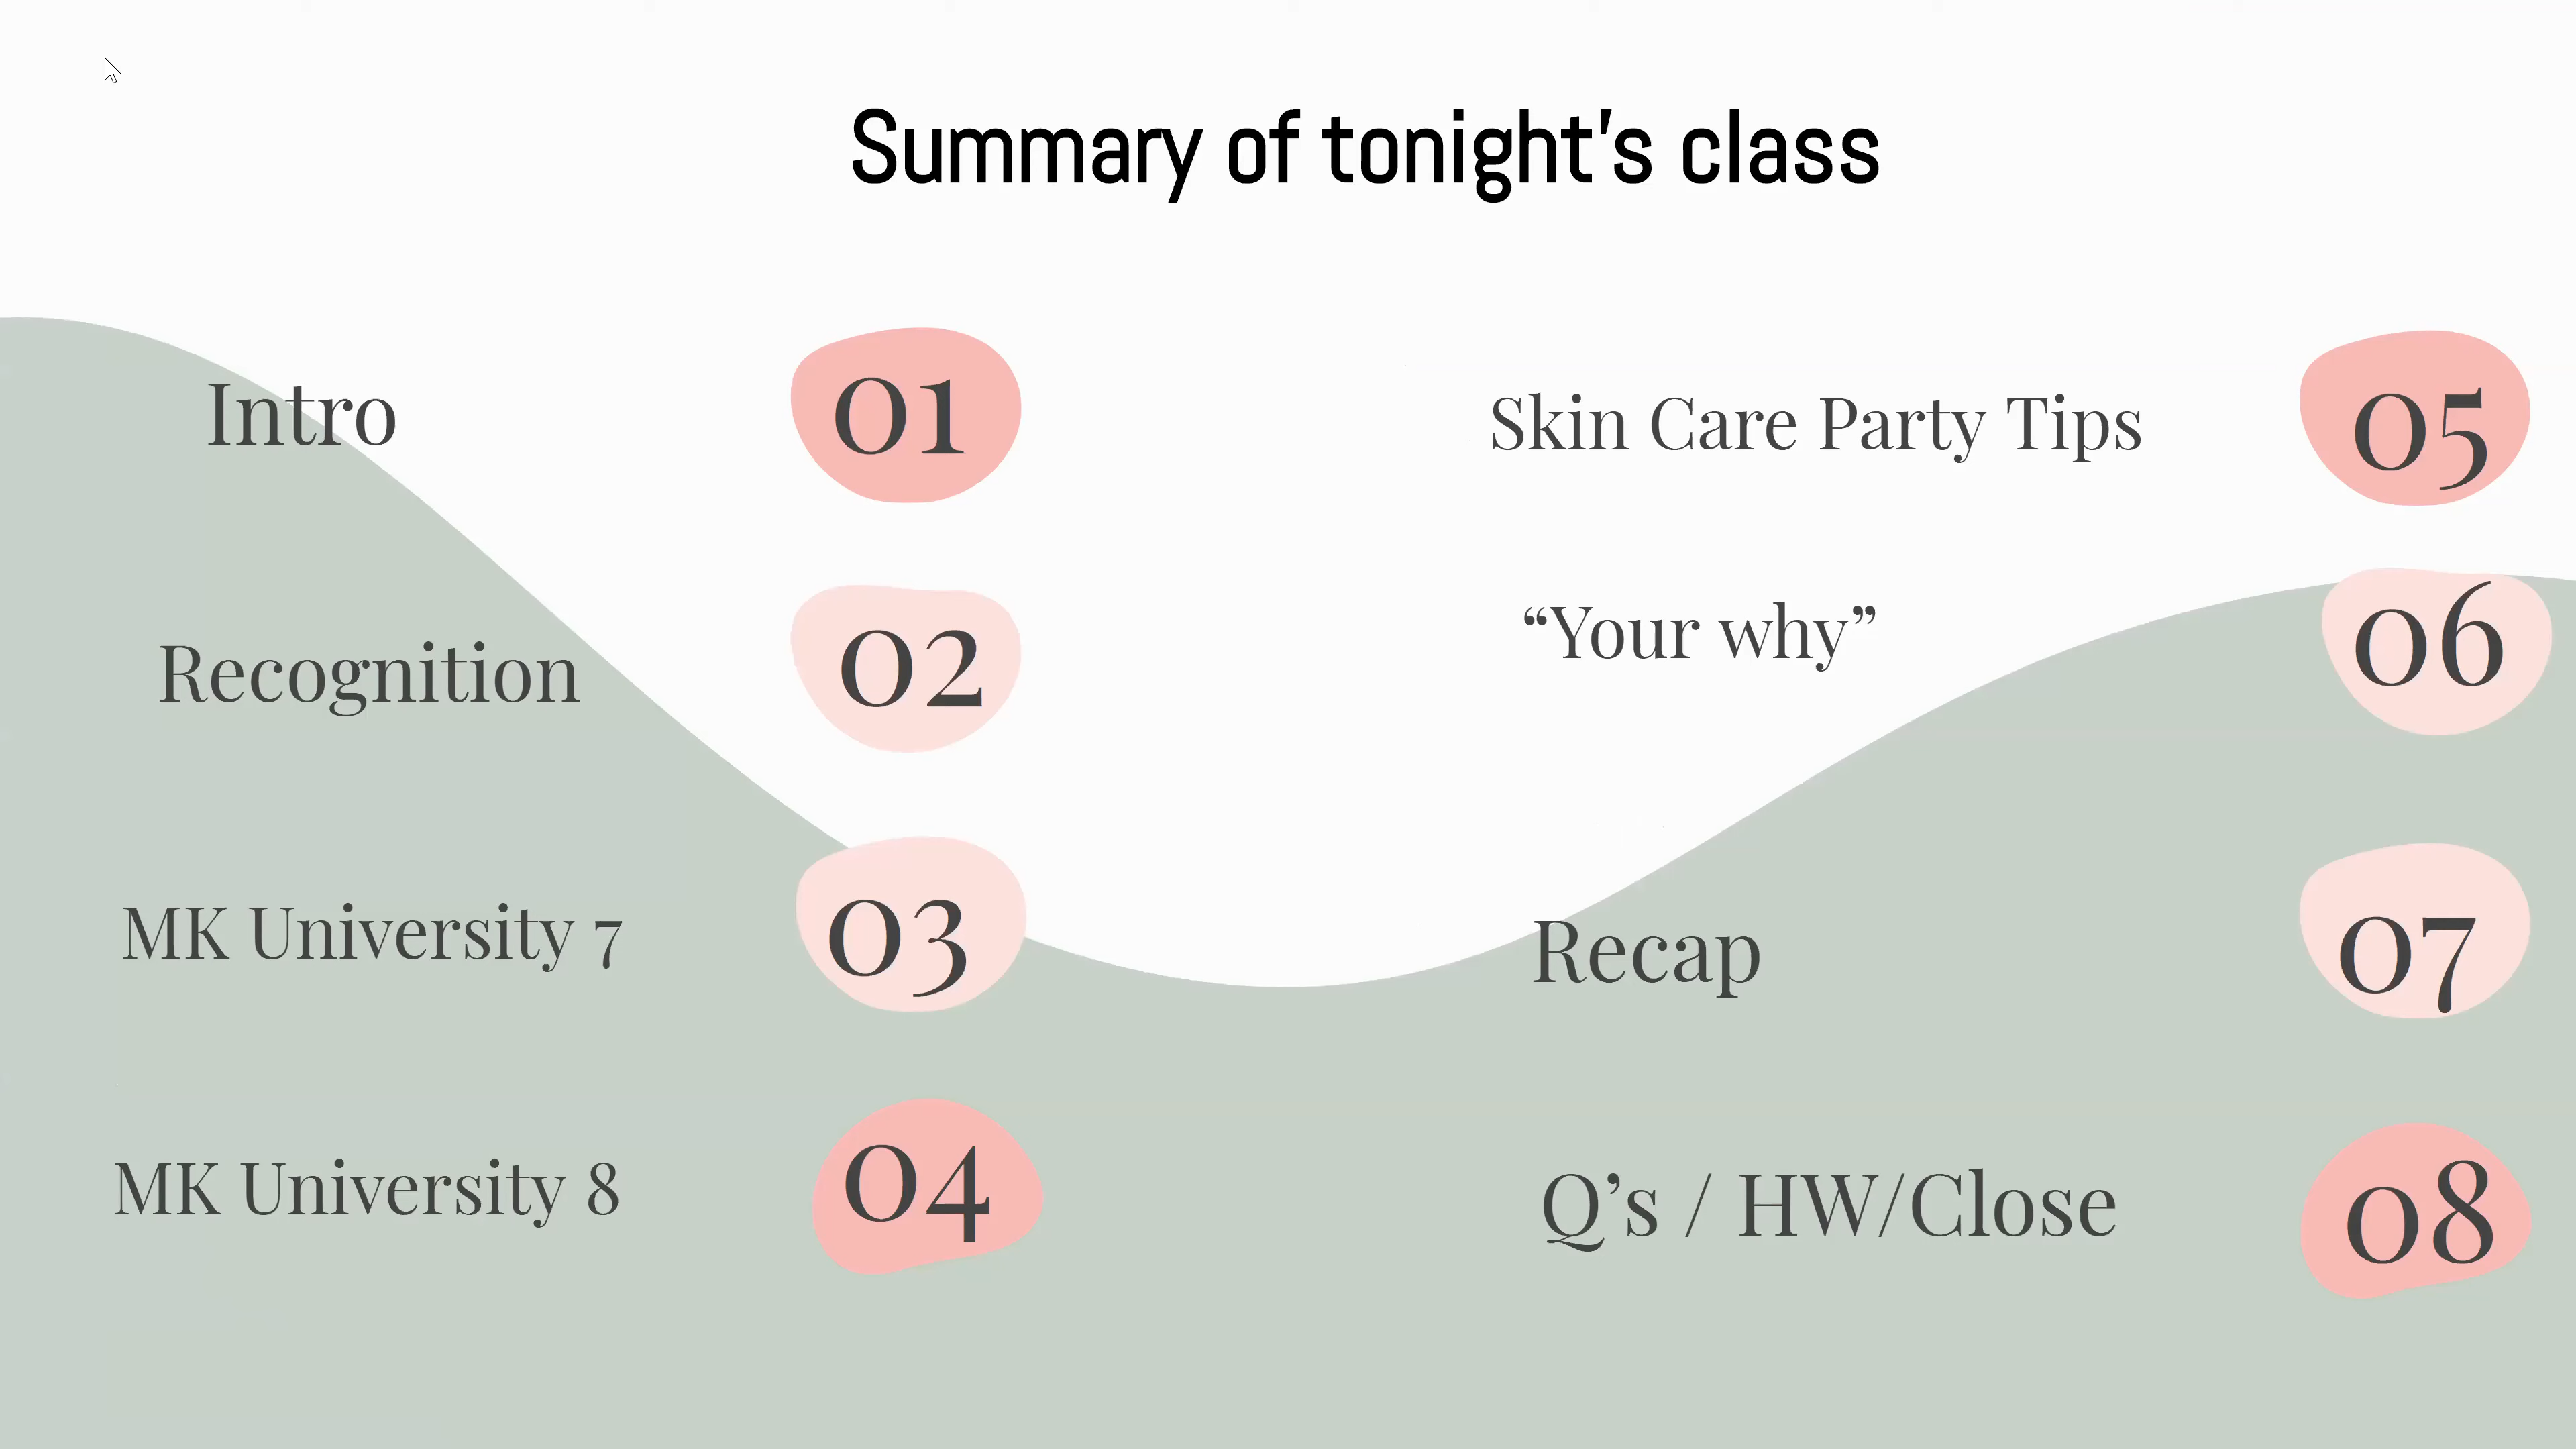 Summary of tonight's class
Intro
01
Recognition
02
MK University 7
03
MK University 8
04
Skin Care Party Tips
05
“Your why”
06
Recap
07
Q’s / HW/Close
08